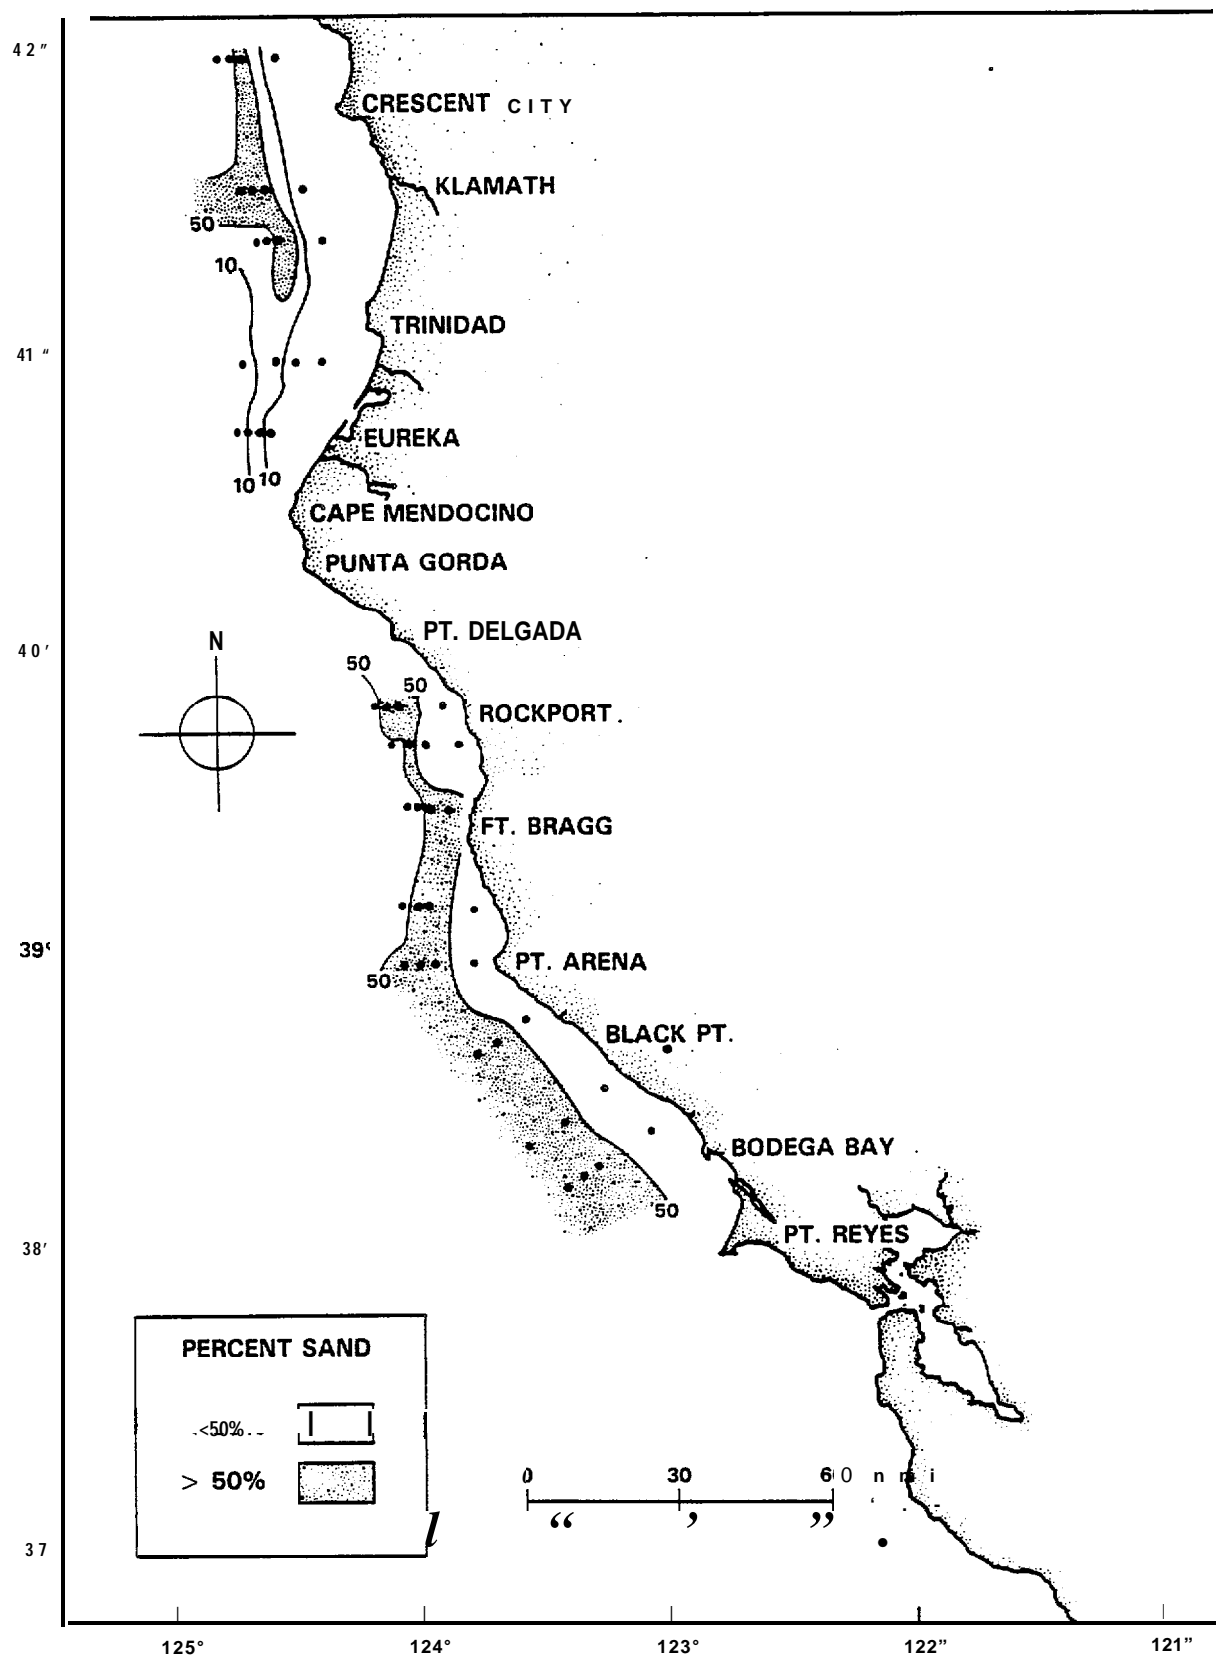 42"
CRESCENT CITY
KLAMATH
50
10
TRINIDAD
41 "
EUREKA
10 10
CAPE MENDOCINO
PUNTA GORDA
PT. DELGADA
N
40'
50
50
ROCKPORT.
FT. BRAGG
39
PT. ARENA
50
BLACK PT.
BODEGA BAY
50
PT. REYES
38'
PERCENT SAND
<50%
> 50%
0 30 60 nmi
l “ ’ ”
37
125° 124° 123° 122" 121"